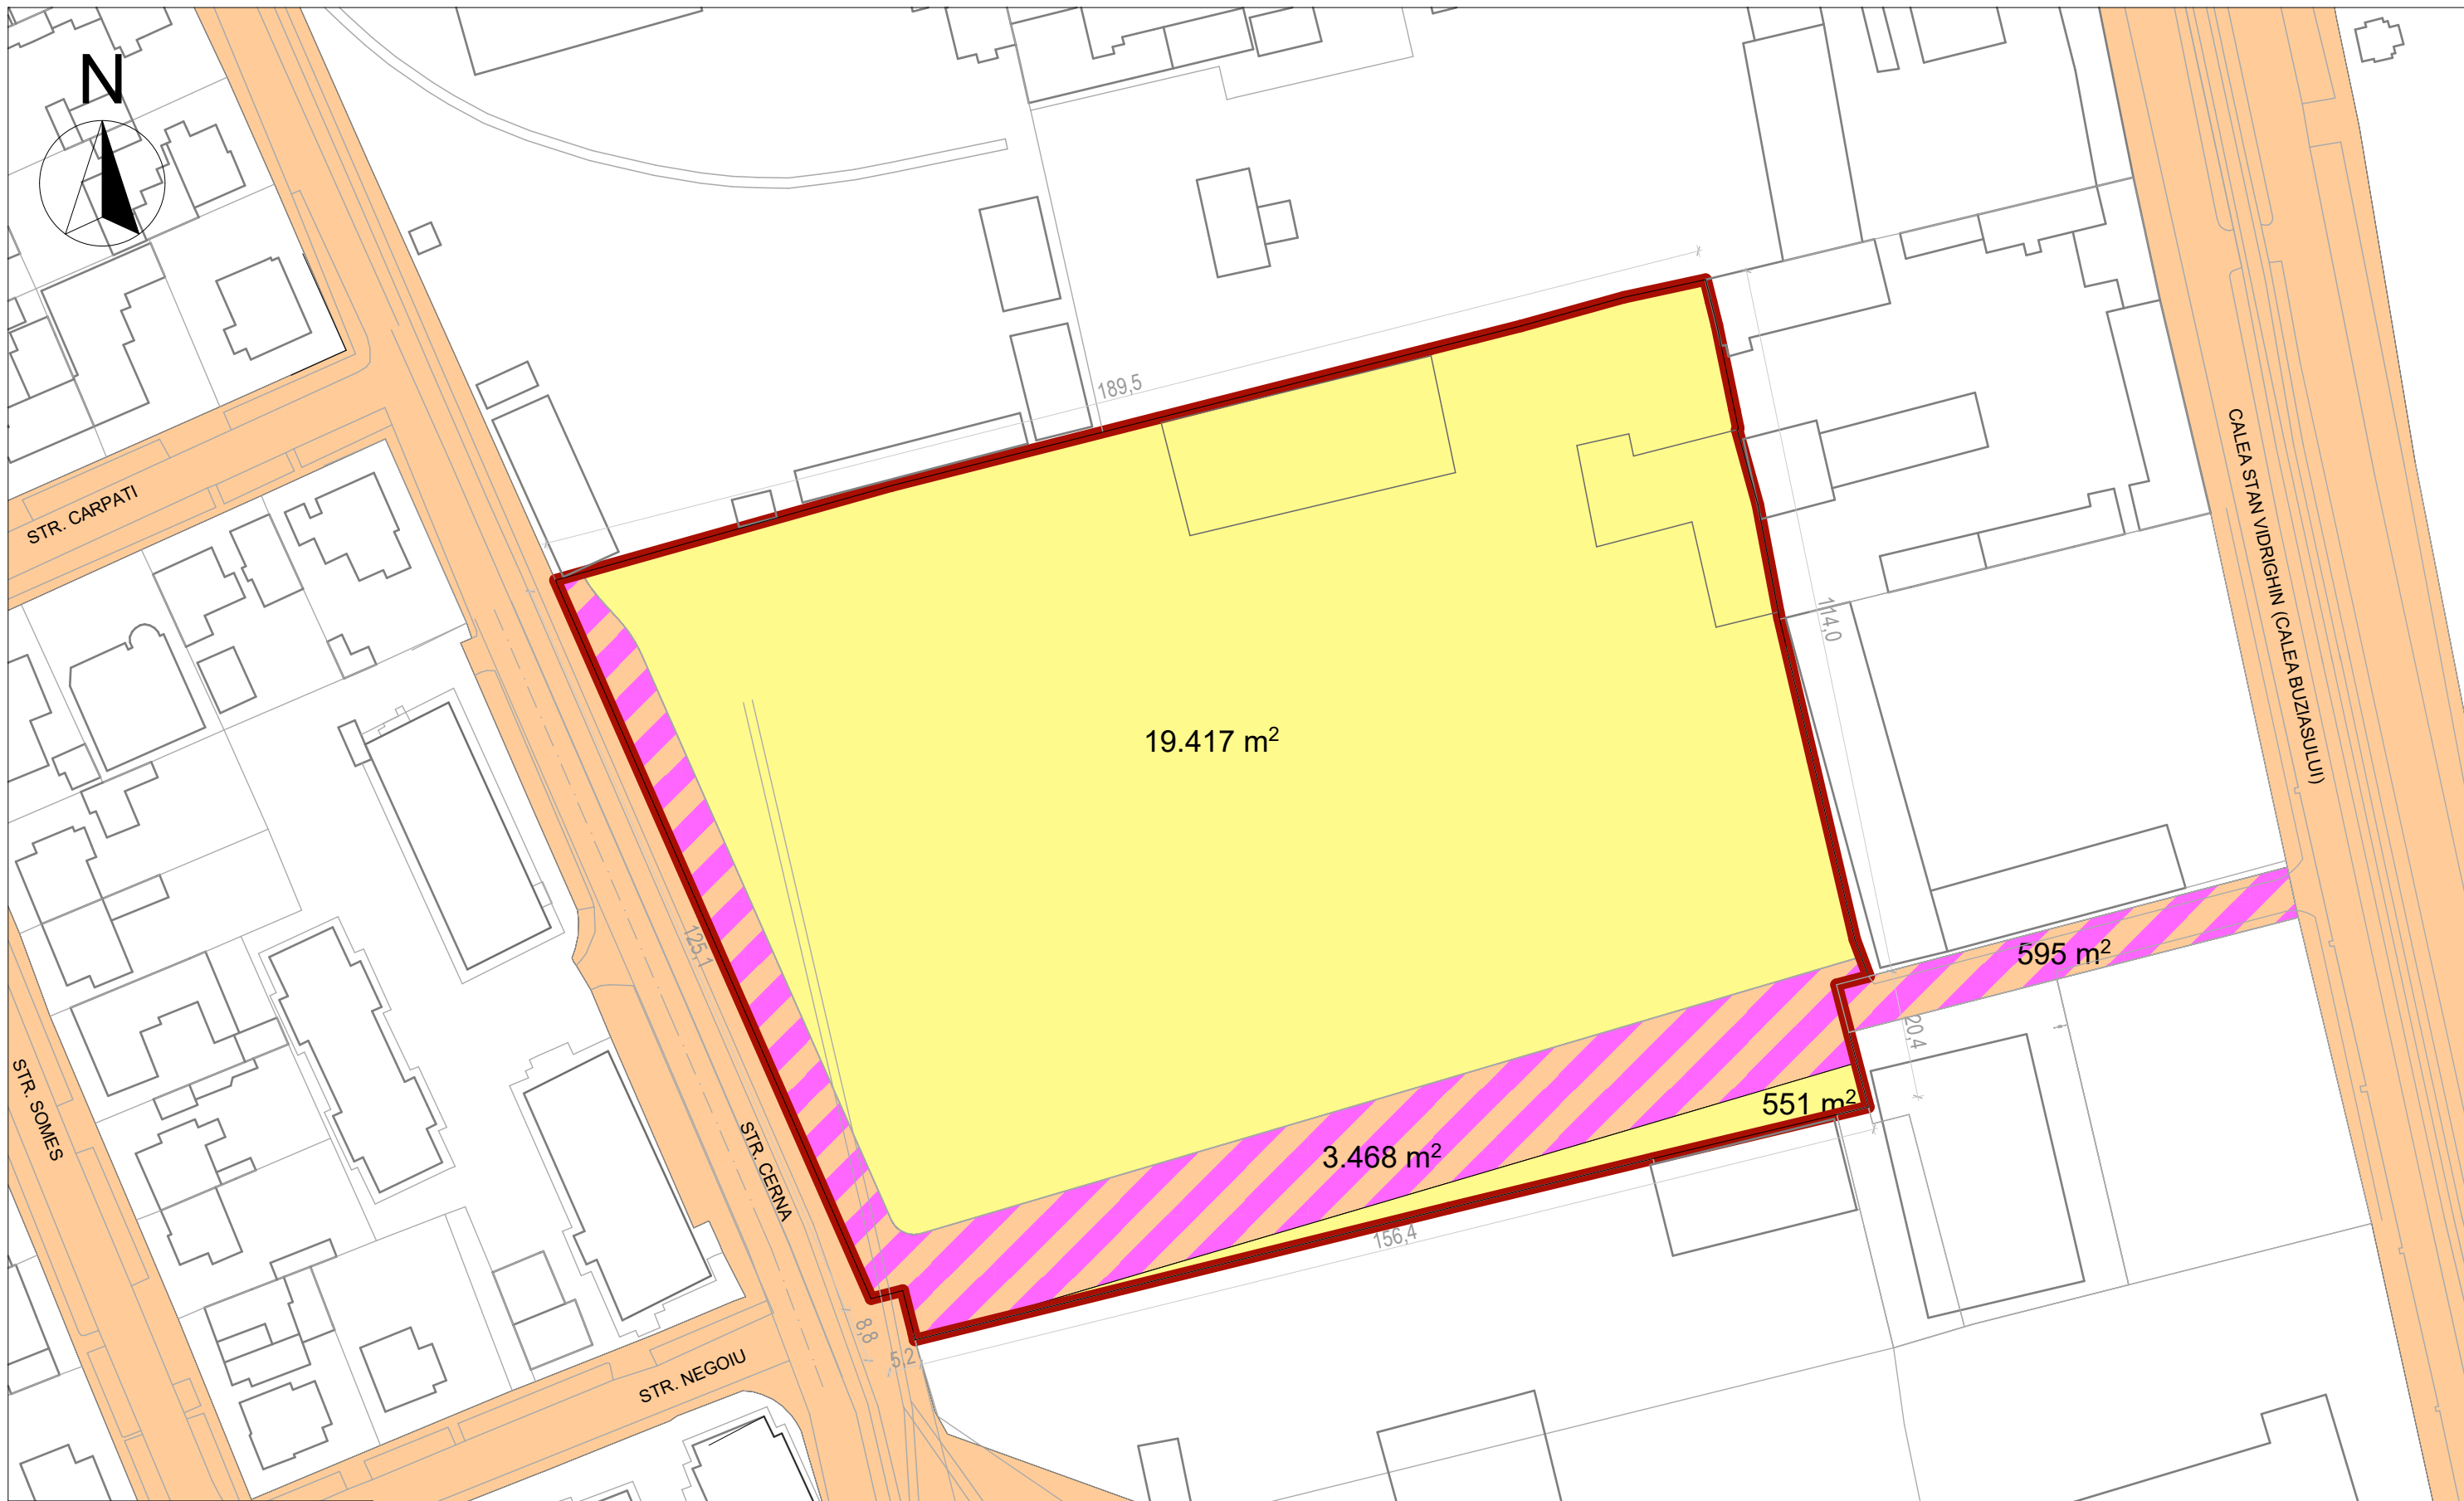 N
189,5
STR. CARPATI
CALEA STAN VIDRIGHIN (CALEA BUZIASULUI)
114,0
19.417 m²
125,1
595 m²
20,4
STR. SOMES
551 m²
3.468 m²
STR. CERNA
156,4
8,8
5,2
STR. NEGOIU